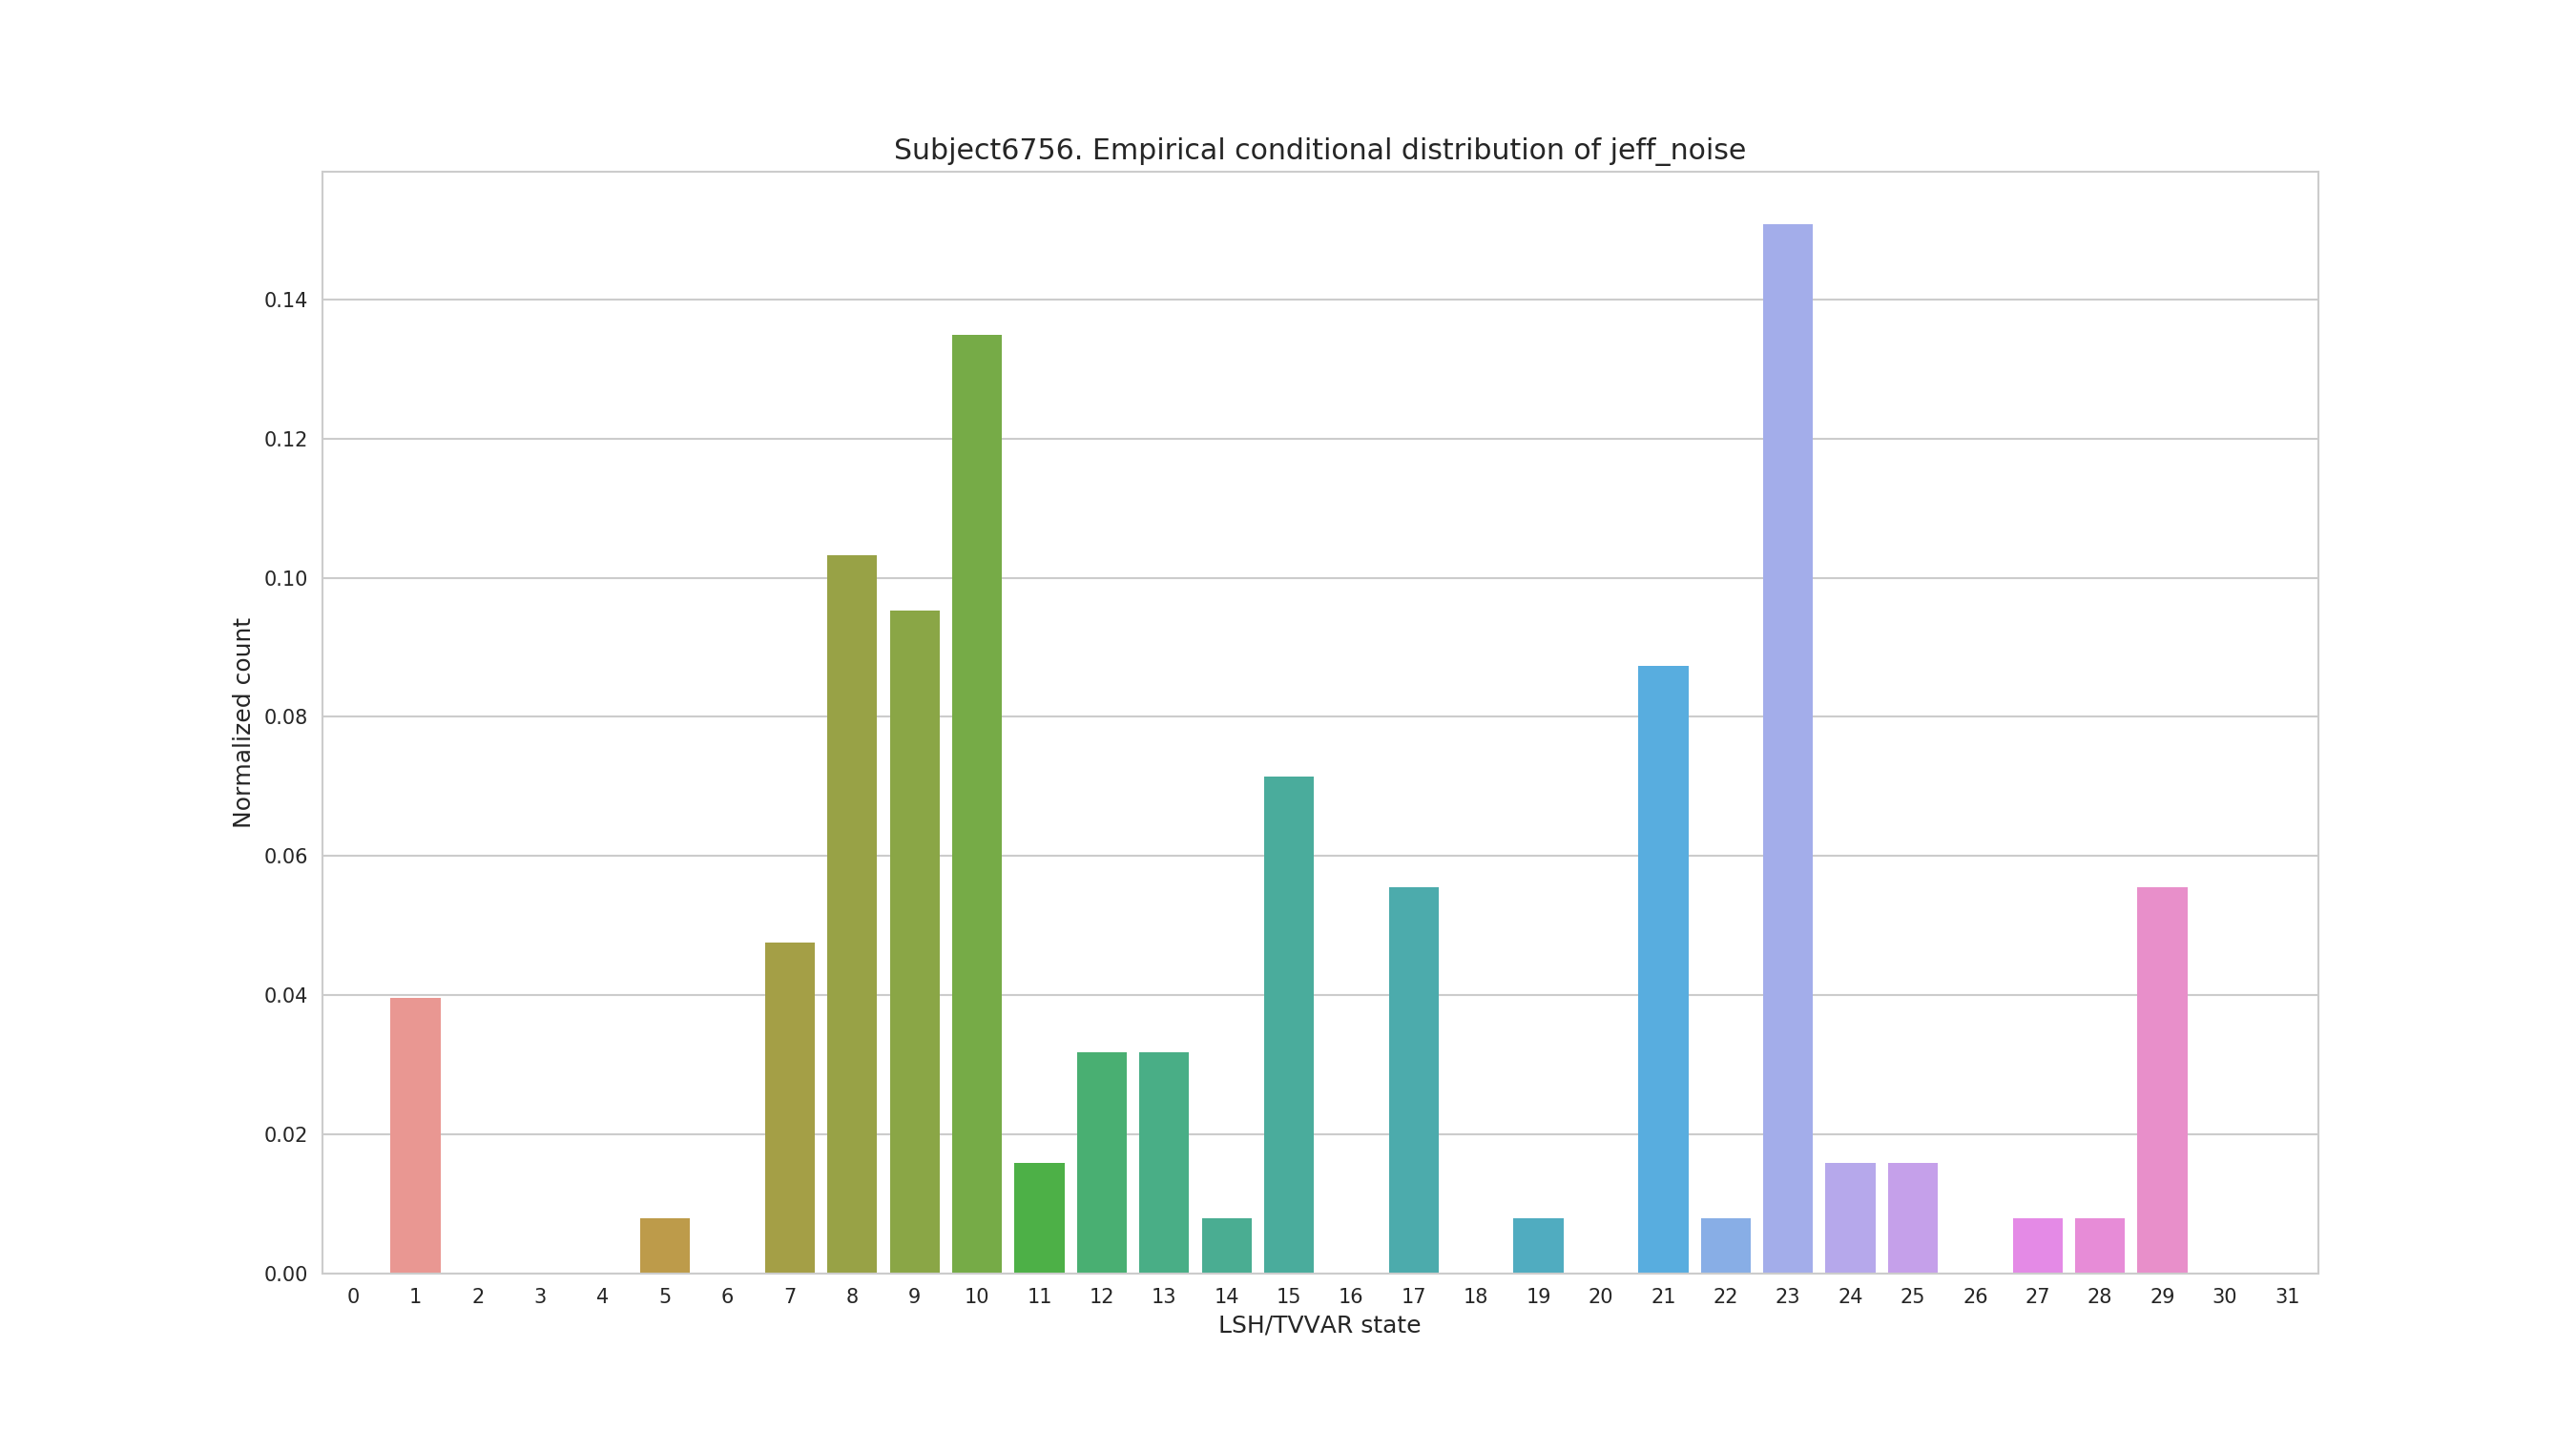 Subject6756. Empirical conditional distribution of jeff_noise
Normalized count
0.14
0.12
0.10
0.08
0.06
0.04
0.02
0.00
0 1 2 3 4 5 6 7 8 9 10 11 12 13 14 15 16 17 18 19 20 21 22 23 24 25 26 27 28 29 30 31
LSH/TVVAR state